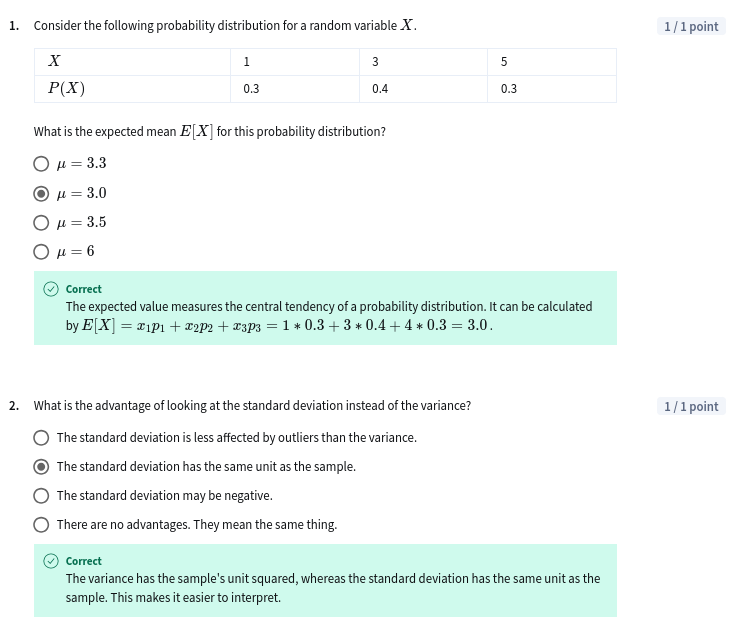 1. Consider the following probability distribution for a random variable X.
1 / 1 point
X 1 3 5
P(X) 0.3 0.4 0.3
What is the expected mean E[X] for this probability distribution?
μ = 3.3
μ = 3.0
μ = 3.5
μ = 6
Correct
The expected value measures the central tendency of a probability distribution. It can be calculated
by E[X] = x₁p₁ + x₂p₂ + x₃p₃ = 1 ∗ 0.3 + 3 ∗ 0.4 + 4 ∗ 0.3 = 3.0.
2. What is the advantage of looking at the standard deviation instead of the variance?
1 / 1 point
The standard deviation is less affected by outliers than the variance.
The standard deviation has the same unit as the sample.
The standard deviation may be negative.
There are no advantages. They mean the same thing.
Correct
The variance has the sample's unit squared, whereas the standard deviation has the same unit as the
sample. This makes it easier to interpret.